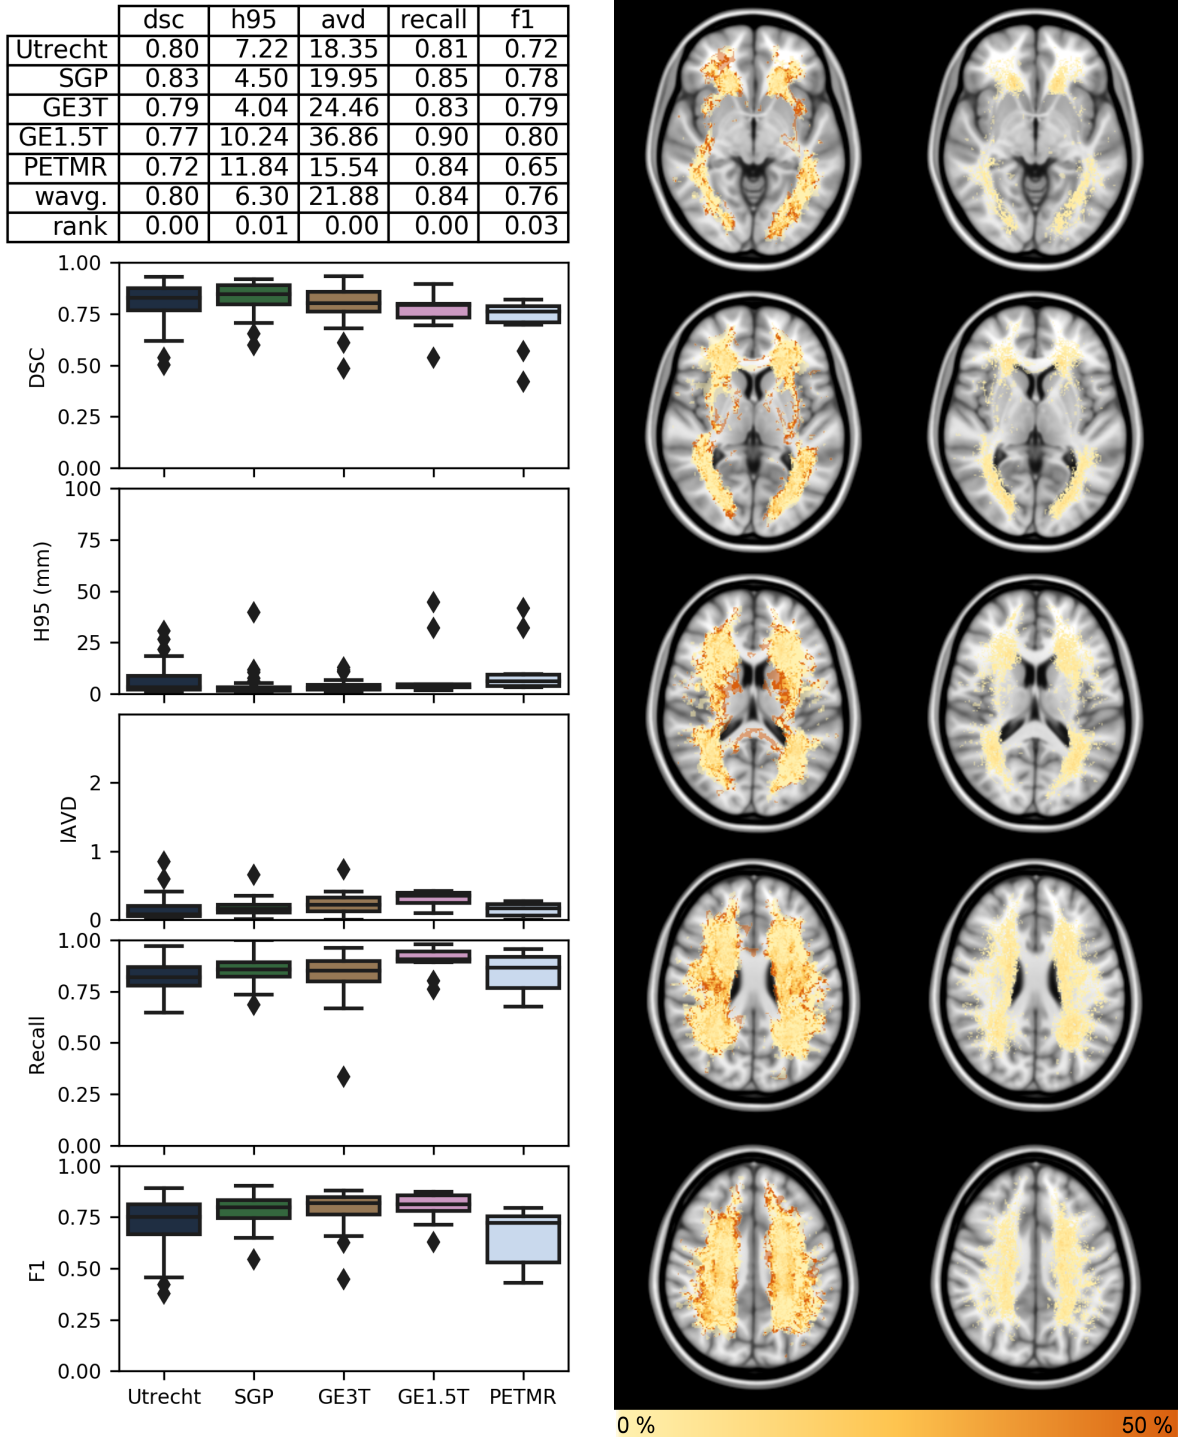 dsc h95 avd recall f1
Utrecht 0.80 7.22 18.35 0.81 0.72
SGP 0.83 4.50 19.95 0.85 0.78
GE3T 0.79 4.04 24.46 0.83 0.79
GE1.5T 0.77 10.24 36.86 0.90 0.80
PETMR 0.72 11.84 15.54 0.84 0.65
wavg. 0.80 6.30 21.88 0.84 0.76
rank 0.00 0.01 0.00 0.00 0.03
DSC
1.00
0.75
0.50
0.25
0.00
H95 (mm)
100
75
50
25
0
lAVD
2
1
0
Recall
1.00
0.75
0.50
0.25
0.00
F1
1.00
0.75
0.50
0.25
0.00
Utrecht SGP GE3T GE1.5T PETMR
0 % 50 %